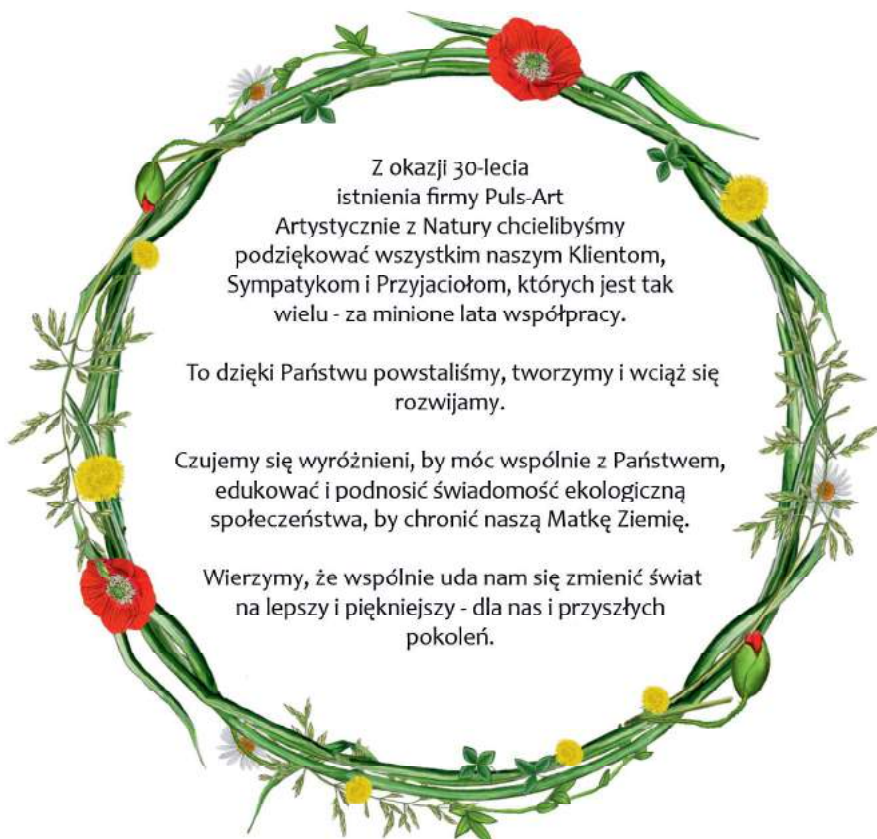 Z okazji 30-lecia
istnienia firmy Puls-Art
Artystycznie z Natury chcielibyśmy
podziękować wszystkim naszym Klientom,
Sympatykom i Przyjaciołom, których jest tak
wielu - za minione lata współpracy.
To dzięki Państwu powstaliśmy, tworzymy i wciąż się
rozwijamy.
Czujemy się wyróżnieni, by móc wspólnie z Państwem,
edukować i podnosić świadomość ekologiczną
społeczeństwa, by chronić naszą Matkę Ziemię.
Wierzymy, że wspólnie uda nam się zmienić świat
na lepszy i piękniejszy - dla nas i przyszłych
pokoleń.